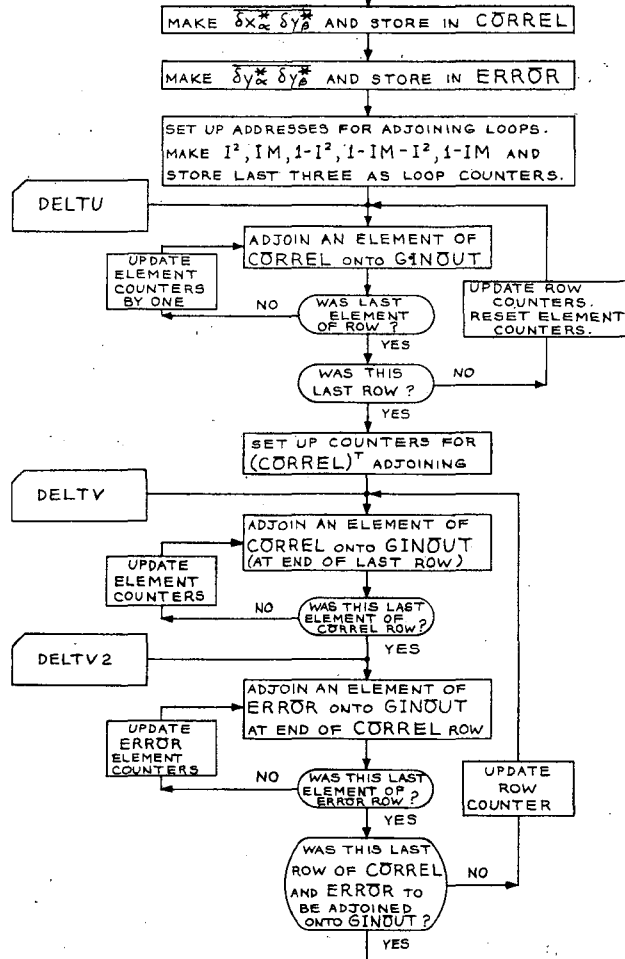 MAKE δx*α δy*β AND STORE IN CŌRREL
MAKE δy*α δy*β AND STORE IN ERRŌR
SET UP ADDRESSES FOR ADJOINING LOOPS.
MAKE I², IM, 1-I², 1-IM-I², 1-IM AND
STORE LAST THREE AS LOOP COUNTERS.
DELTU
ADJOIN AN ELEMENT OF
CŌRREL ONTO GINŌUT
UPDATE
ELEMENT
COUNTERS
BY ONE
NO
WAS LAST
ELEMENT
OF ROW ?
YES
UPDATE ROW
COUNTERS.
RESET ELEMENT
COUNTERS.
WAS THIS
LAST ROW ?
NO
YES
SET UP COUNTERS FOR
(CŌRREL)ᵀ ADJOINING
DELTV
ADJOIN AN ELEMENT OF
CŌRREL ONTO GINŌUT
(AT END OF LAST ROW)
UPDATE
ELEMENT
COUNTERS
NO
WAS THIS LAST
ELEMENT OF
CŌRREL ROW?
YES
DELTV2
ADJOIN AN ELEMENT OF
ERRŌR ONTO GINŌUT
AT END OF CŌRREL ROW
UPDATE
ERRŌR
ELEMENT
COUNTERS
NO
WAS THIS LAST
ELEMENT OF
ERRŌR ROW?
YES
UPDATE
ROW
COUNTER
WAS THIS LAST
ROW OF CŌRREL
AND ERRŌR TO
BE ADJOINED
ONTO GINŌUT ?
NO
YES